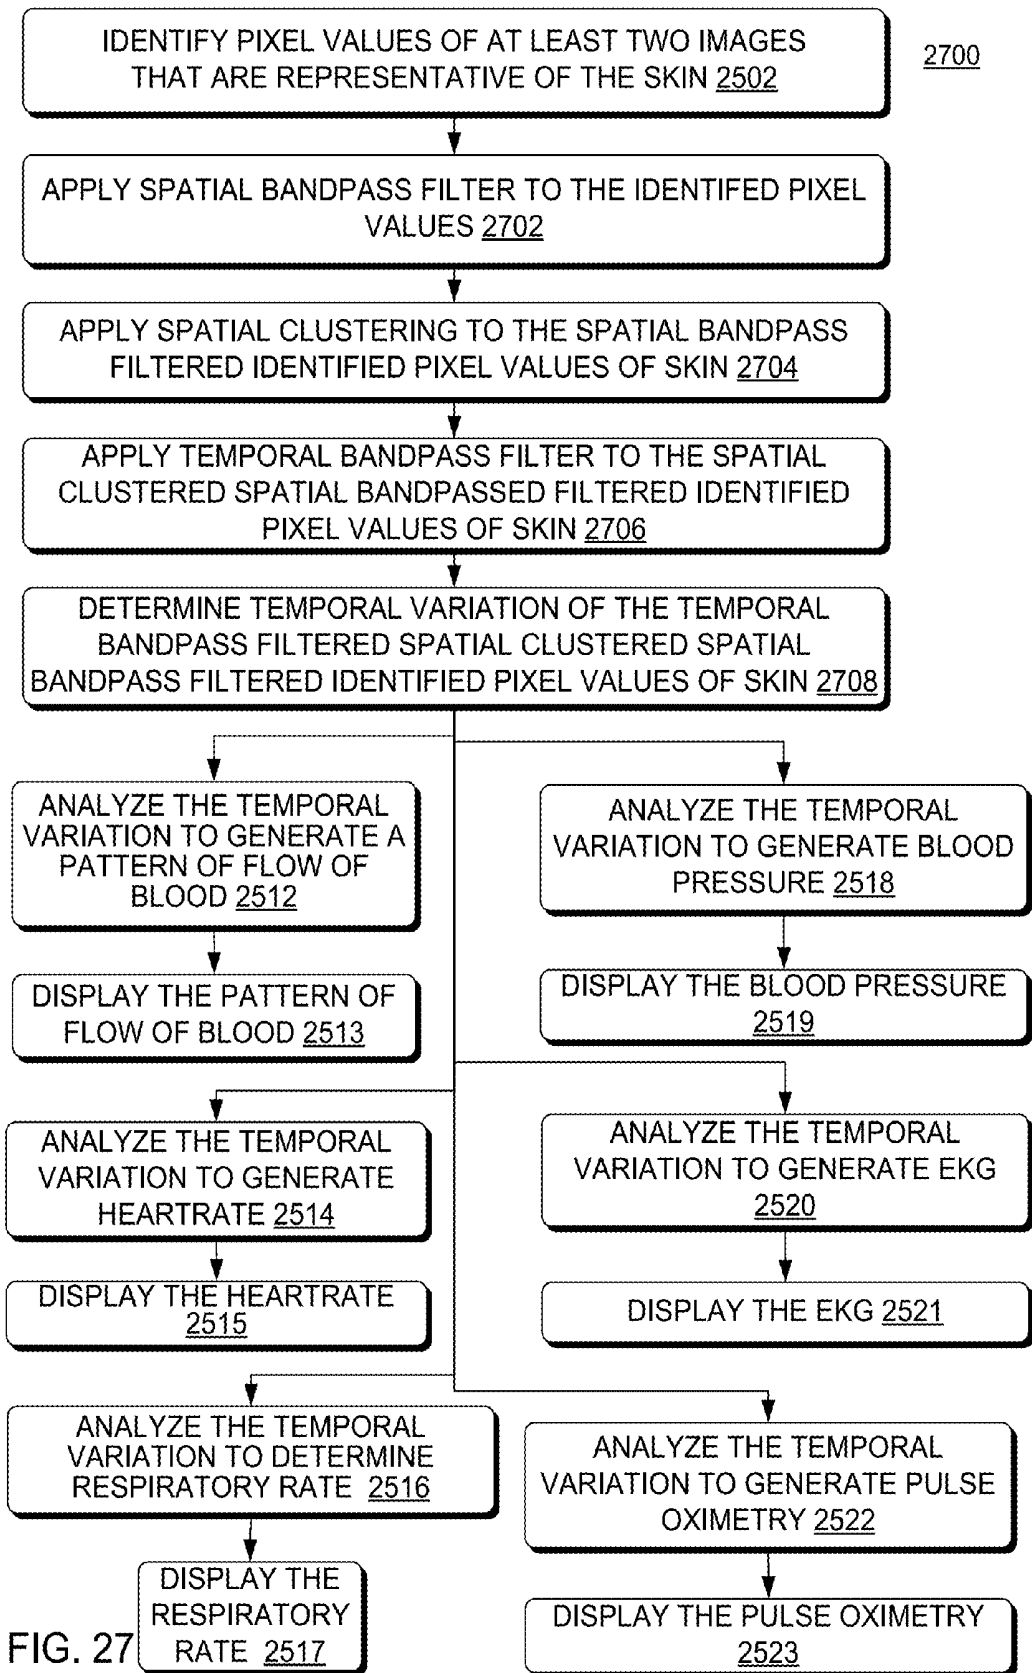 IDENTIFY PIXEL VALUES OF AT LEAST TWO IMAGES
THAT ARE REPRESENTATIVE OF THE SKIN 2502
2700
APPLY SPATIAL BANDPASS FILTER TO THE IDENTIFED PIXEL
VALUES 2702
APPLY SPATIAL CLUSTERING TO THE SPATIAL BANDPASS
FILTERED IDENTIFIED PIXEL VALUES OF SKIN 2704
APPLY TEMPORAL BANDPASS FILTER TO THE SPATIAL
CLUSTERED SPATIAL BANDPASSED FILTERED IDENTIFIED
PIXEL VALUES OF SKIN 2706
DETERMINE TEMPORAL VARIATION OF THE TEMPORAL
BANDPASS FILTERED SPATIAL CLUSTERED SPATIAL
BANDPASS FILTERED IDENTIFIED PIXEL VALUES OF SKIN 2708
ANALYZE THE TEMPORAL
VARIATION TO GENERATE A
PATTERN OF FLOW OF
BLOOD 2512
DISPLAY THE PATTERN OF
FLOW OF BLOOD 2513
ANALYZE THE TEMPORAL
VARIATION TO GENERATE BLOOD
PRESSURE 2518
DISPLAY THE BLOOD PRESSURE
2519
ANALYZE THE TEMPORAL
VARIATION TO GENERATE
HEARTRATE 2514
DISPLAY THE HEARTRATE
2515
ANALYZE THE TEMPORAL
VARIATION TO GENERATE EKG
2520
DISPLAY THE EKG 2521
ANALYZE THE TEMPORAL
VARIATION TO DETERMINE
RESPIRATORY RATE 2516
DISPLAY THE
RESPIRATORY
RATE 2517
ANALYZE THE TEMPORAL
VARIATION TO GENERATE PULSE
OXIMETRY 2522
DISPLAY THE PULSE OXIMETRY
2523
FIG. 27